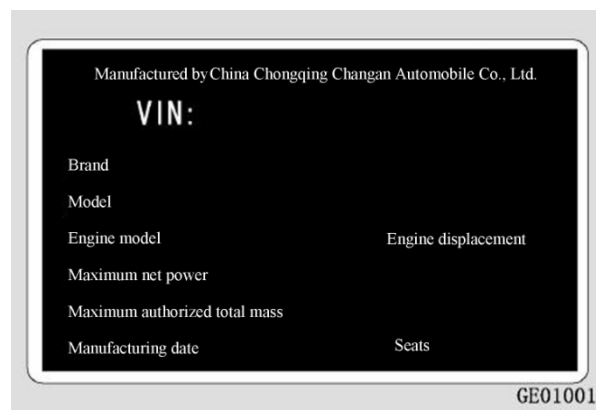 Manufactured by China Chongqing Changan Automobile Co., Ltd.
VIN:
Brand
Model
Engine model Engine displacement
Maximum net power
Maximum authorized total mass
Manufacturing date Seats
GE01001